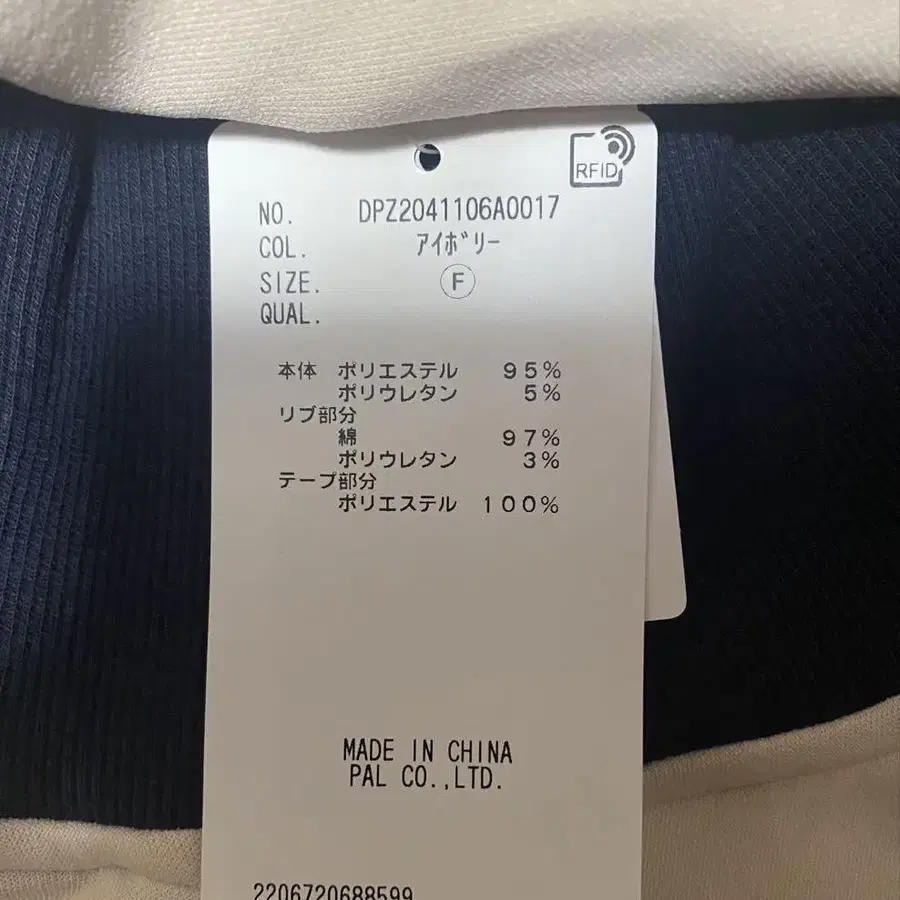 RFID
NO. DPZ2041106A0017
COL. ｱｲﾎﾞﾘｰ
SIZE. Ⓕ
QUAL.
本体 ポリエステル 95%
ポリウレタン 5%
リブ部分
綿 97%
ポリウレタン 3%
テープ部分
ポリエステル 100%
MADE IN CHINA
PAL CO.,LTD.
2206720688599